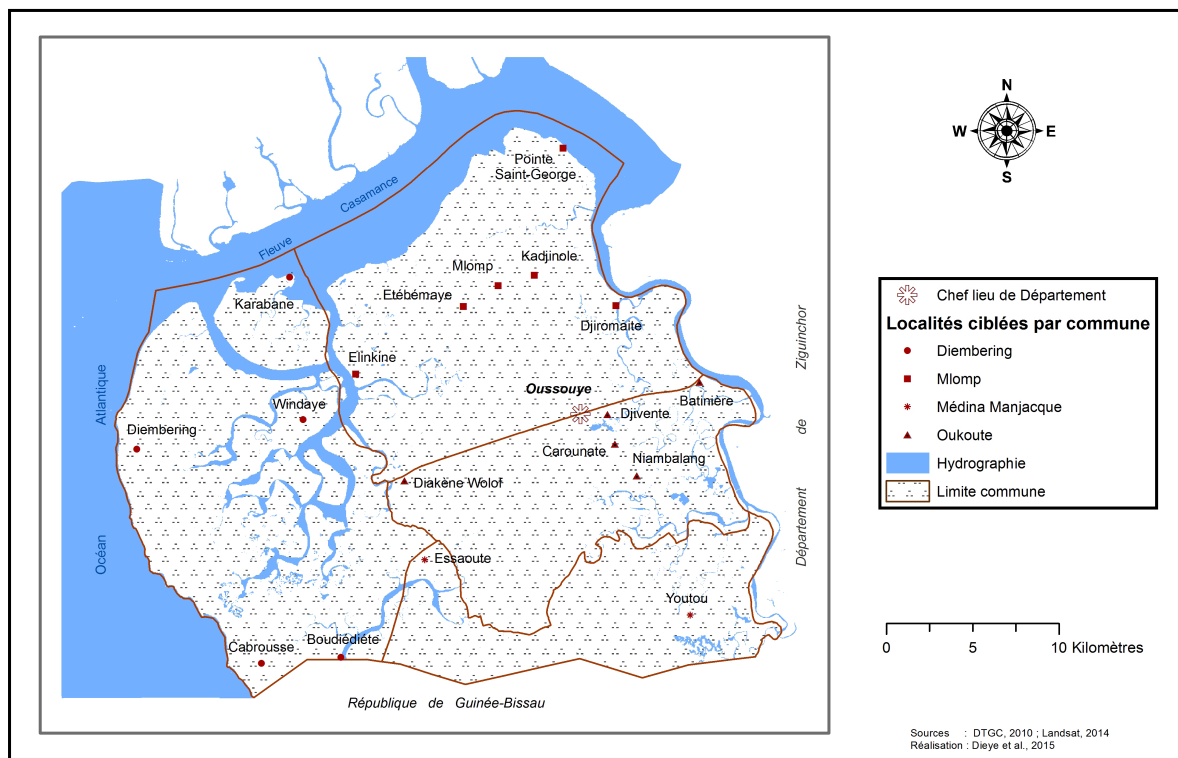 Pointe
Saint-George
Casamance
Fleuve
Kadjinole
Mlomp
Karabane
Etébémaye
Djiromaite
Ziguinchor
Elinkine
Atlantique
Oussouye
Batinière
Windaye
Djivente
de
Diembering
Carounate
Niambalang
Diakène Wolof
Département
Océan
Essaoute
Youtou
Boudiédiète
Cabrousse
République de Guinée-Bissau
N
W E
S
Chef lieu de Département
Localités ciblées par commune
Diembering
Mlomp
Médina Manjacque
Oukoute
Hydrographie
Limite commune
0 5 10 Kilomètres
Sources : DTGC, 2010 ; Landsat, 2014
Réalisation : Dieye et al., 2015